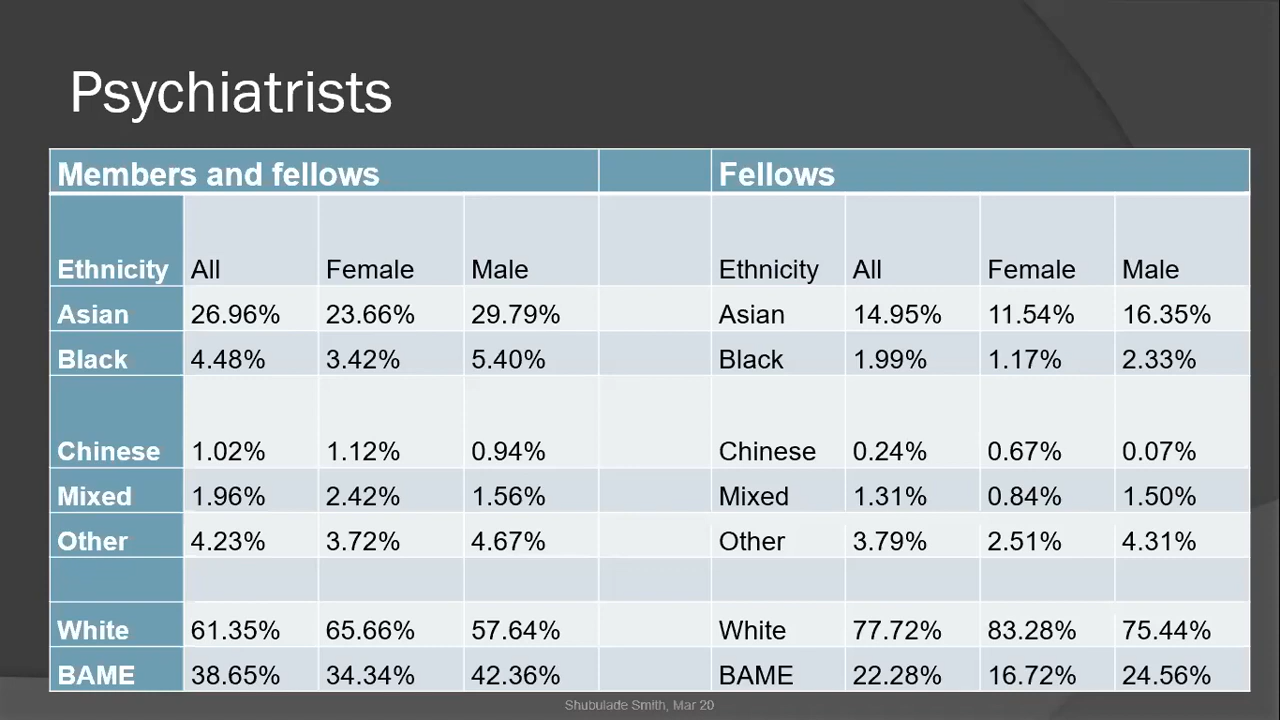 Psychiatrists
Members and fellows Fellows
Ethnicity All Female Male Ethnicity All Female Male
Asian 26.96% 23.66% 29.79% Asian 14.95% 11.54% 16.35%
Black 4.48% 3.42% 5.40% Black 1.99% 1.17% 2.33%
Chinese 1.02% 1.12% 0.94% Chinese 0.24% 0.67% 0.07%
Mixed 1.96% 2.42% 1.56% Mixed 1.31% 0.84% 1.50%
Other 4.23% 3.72% 4.67% Other 3.79% 2.51% 4.31%
White 61.35% 65.66% 57.64% White 77.72% 83.28% 75.44%
BAME 38.65% 34.34% 42.36% BAME 22.28% 16.72% 24.56%
Shubulade Smith, Mar 20